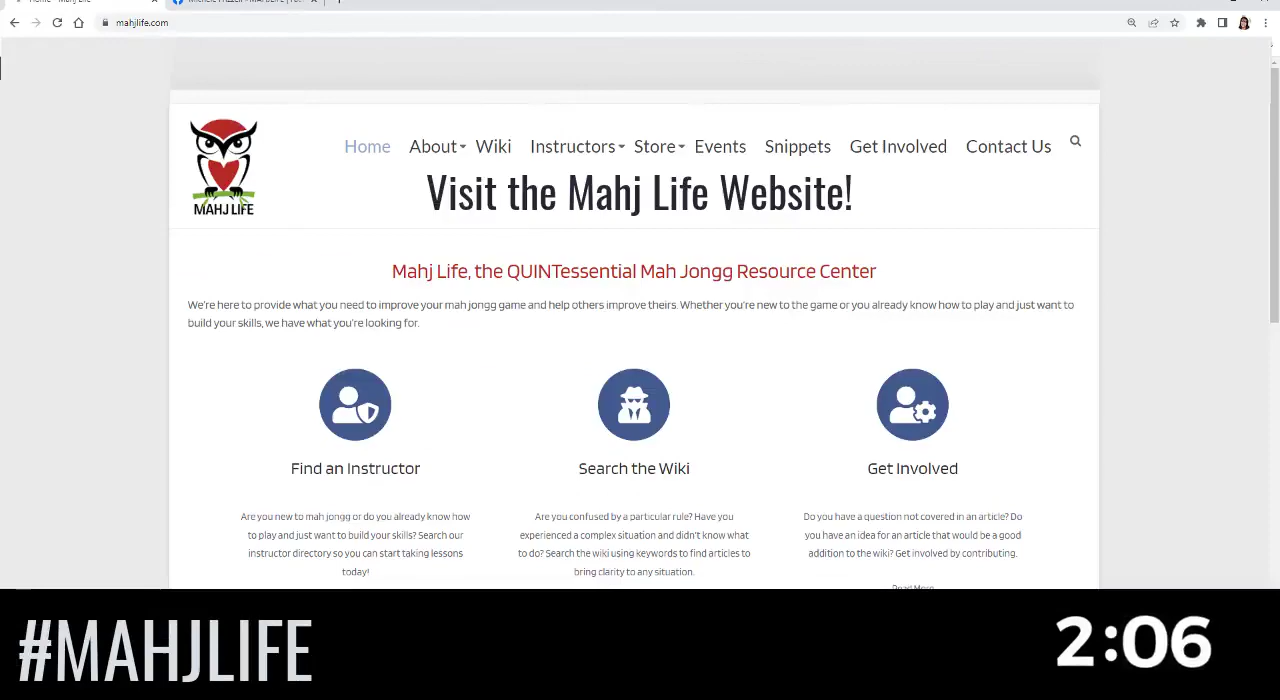 mahjlife.com
Home
About
Wiki
Instructors
Store
Events
Snippets
Get Involved
Contact Us
MAHJ LIFE
Visit the Mahj Life Website!
Mahj Life, the QUINTessential Mah Jongg Resource Center
We're here to provide what you need to improve your mah jongg game and help others improve theirs. Whether you're new to the game or you already know how to play and just want to
build your skills, we have what you're looking for.
Find an Instructor
Are you new to mah jongg or do you already know how
to play and just want to build your skills? Search our
instructor directory so you can start taking lessons
today!
Search the Wiki
Are you confused by a particular rule? Have you
experienced a complex situation and didn't know what
to do? Search the wiki using keywords to find articles to
bring clarity to any situation.
Get Involved
Do you have a question not covered in an article? Do
you have an idea for an article that would be a good
addition to the wiki? Get involved by contributing.
Read More
#MAHJLIFE
2:06